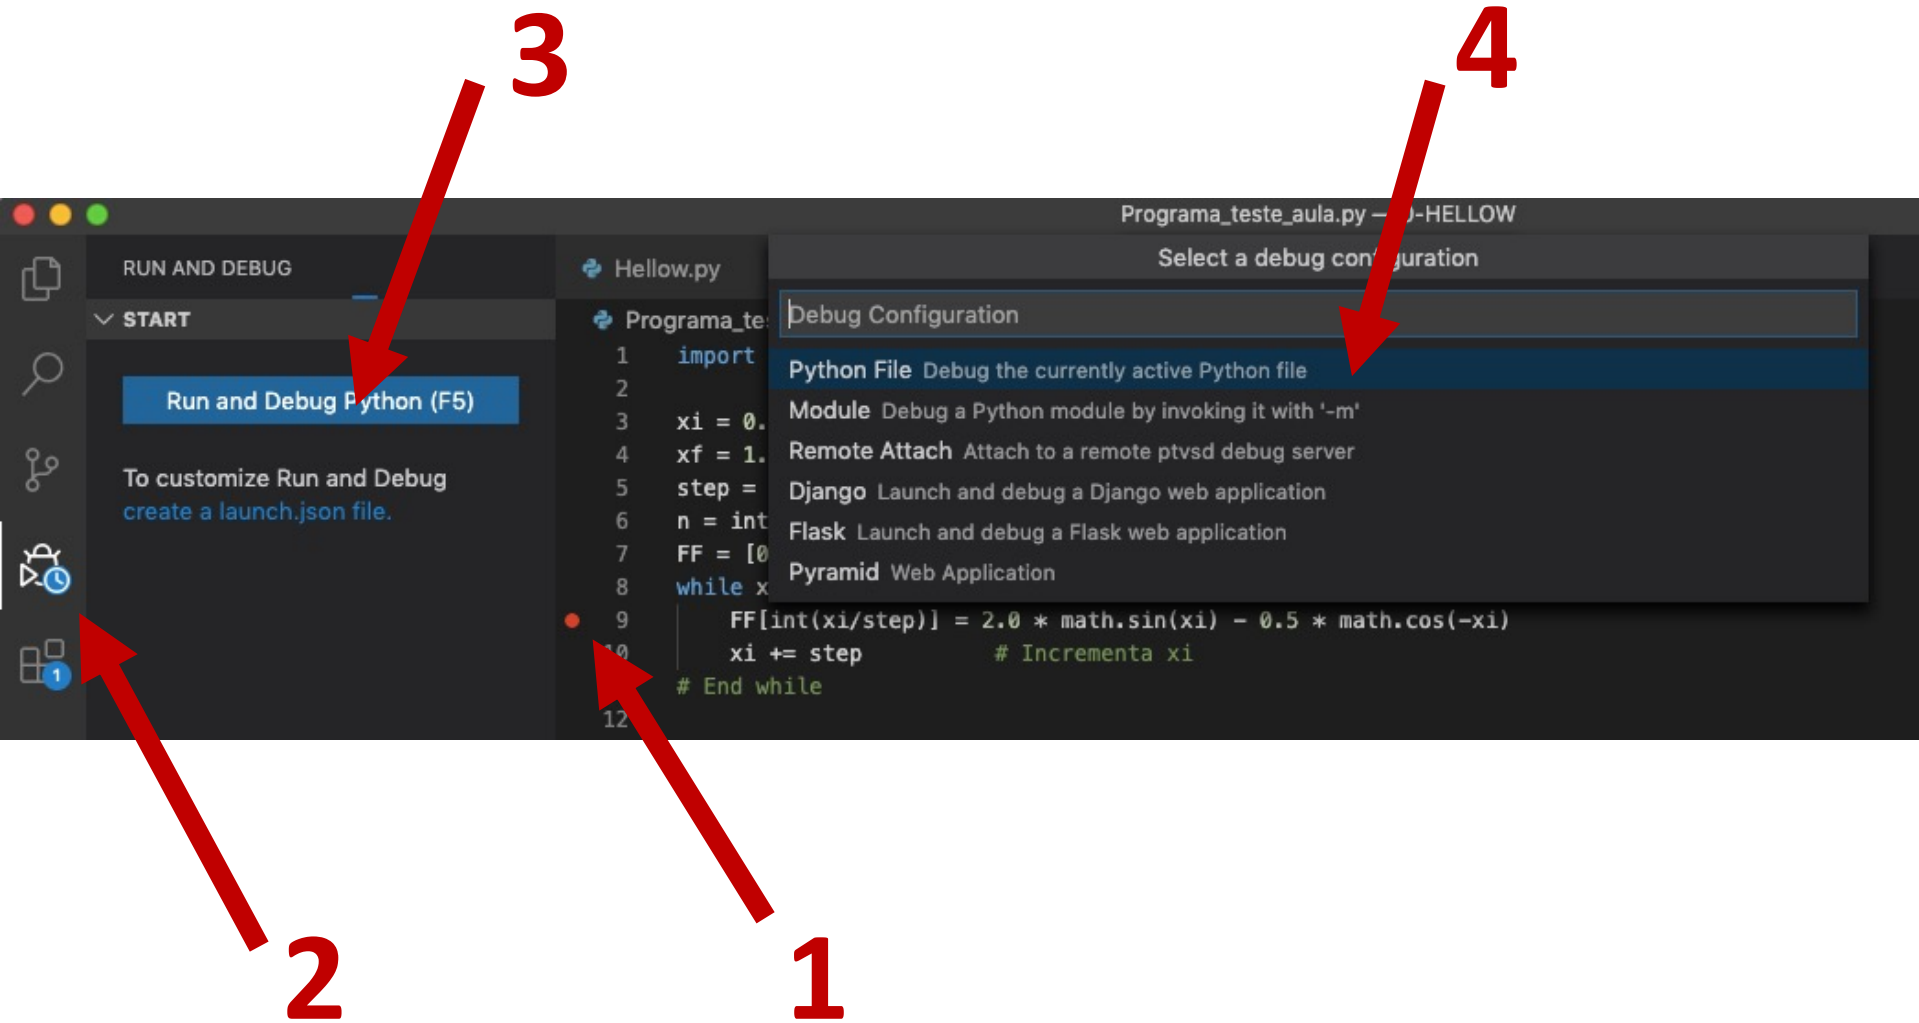 3
4
Programa_teste_aula.py — -HELLOW
RUN AND DEBUG
START
Run and Debug Python (F5)
To customize Run and Debug
create a launch.json file.
Hellow.py
Select a debug configuration
Debug Configuration
Python File Debug the currently active Python file
Module Debug a Python module by invoking it with '-m'
Remote Attach Attach to a remote ptvsd debug server
Django Launch and debug a Django web application
Flask Launch and debug a Flask web application
Pyramid Web Application
Programa_te
1 import
2
3 xi = 0.
4 xf = 1.
5 step =
6 n = int
7 FF = [0
8 while x
9 FF[int(xi/step)] = 2.0 * math.sin(xi) - 0.5 * math.cos(-xi)
10 xi += step # Incrementa xi
# End while
12
1
2
1